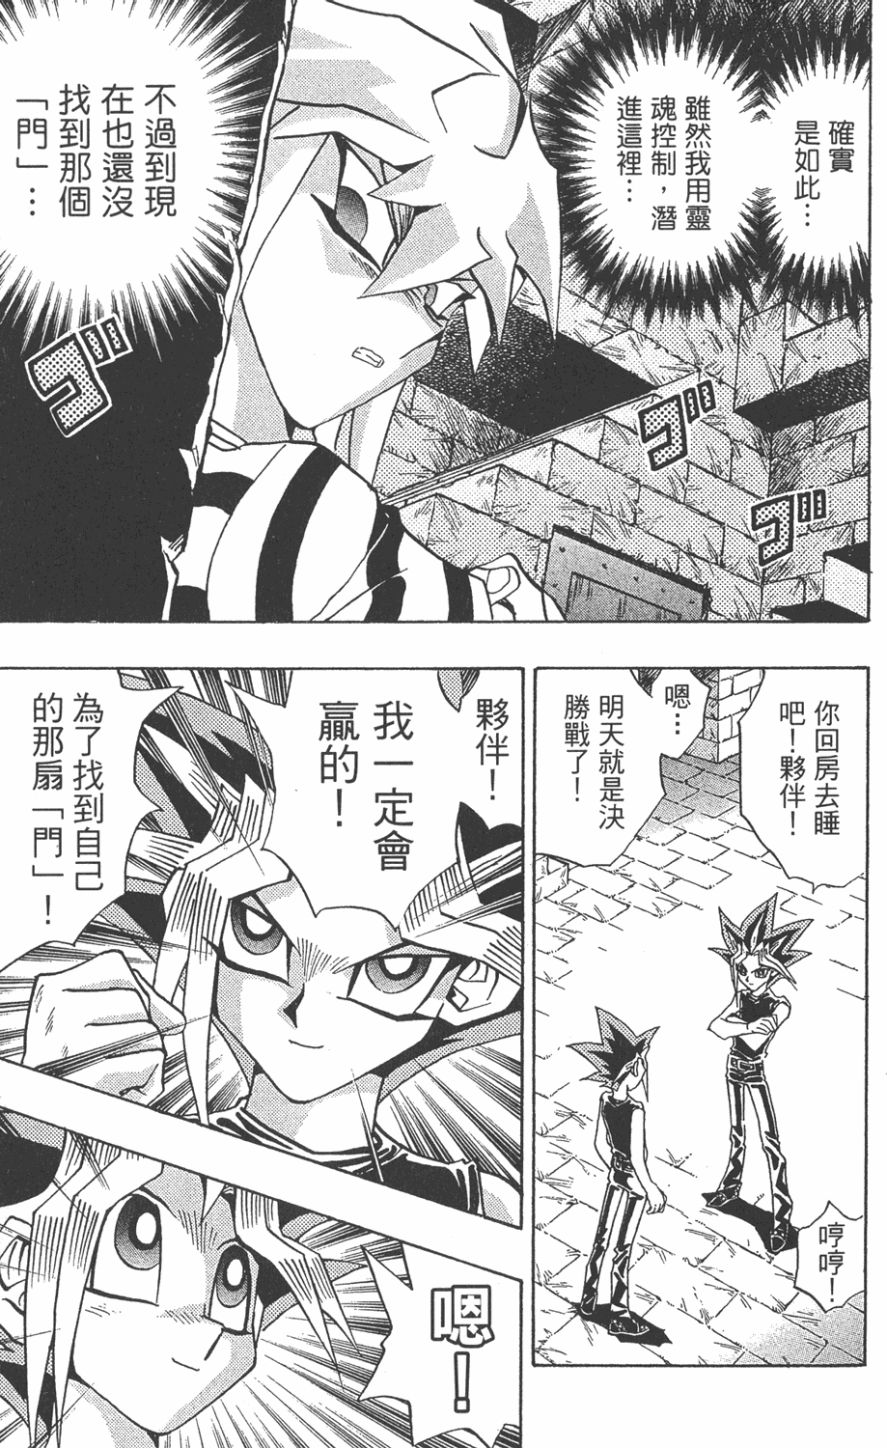 確實
是如此…
雖然我用靈
魂控制，潛
進這裡…
不過到現
在也還沒
找到那個
「門」…
ゴ
ゴ
ゴ
你回房去睡
吧！夥伴！
嗯…
明天就是決
勝戰了！
哼哼！
夥伴！
我一定會
贏的！
為了找到自己
的那扇「門」！
嗯！